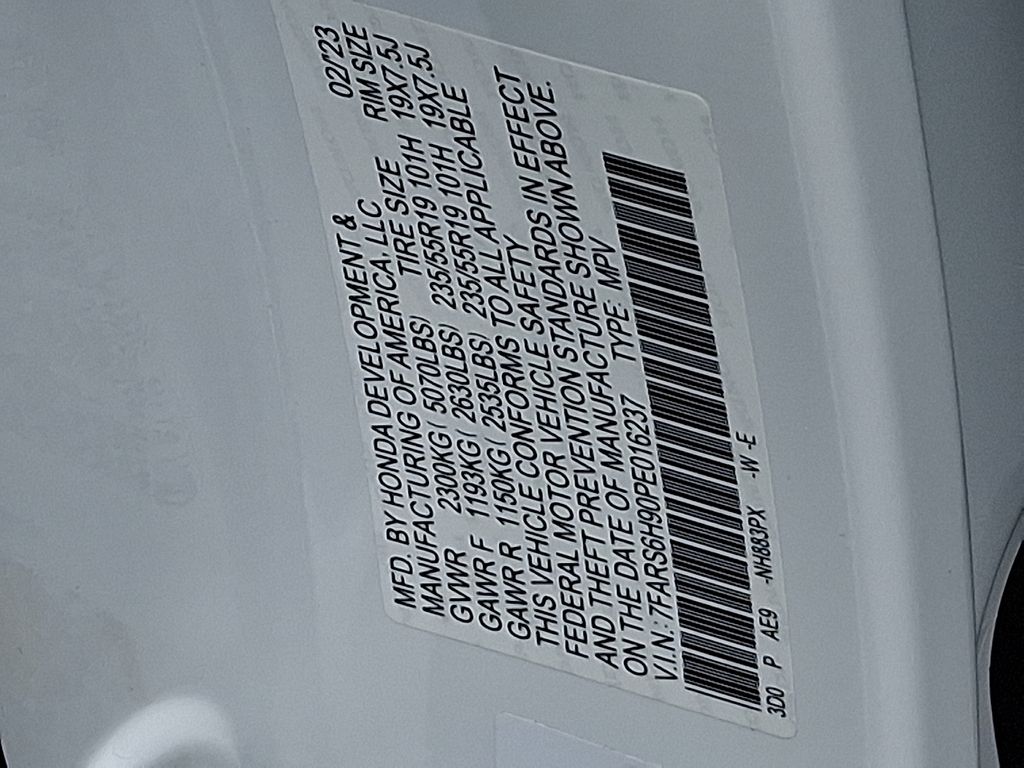 MFD. BY HONDA DEVELOPMENT & 02/'23
MANUFACTURING OF AMERICA, LLC RIM SIZE
GVWR 2300KG( 5070LBS) TIRE SIZE 19X7.5J
GAWR F 1193KG( 2630LBS) 235/55R19 101H 19X7.5J
GAWR R 1150KG( 2535LBS) 235/55R19 101H
THIS VEHICLE CONFORMS TO ALL APPLICABLE
FEDERAL MOTOR VEHICLE SAFETY
AND THEFT PREVENTION STANDARDS IN EFFECT
ON THE DATE OF MANUFACTURE SHOWN ABOVE.
V.I.N.: 7FARS6H90PE016237 TYPE: MPV
3D0 P AE9 -NH883PX -W -E